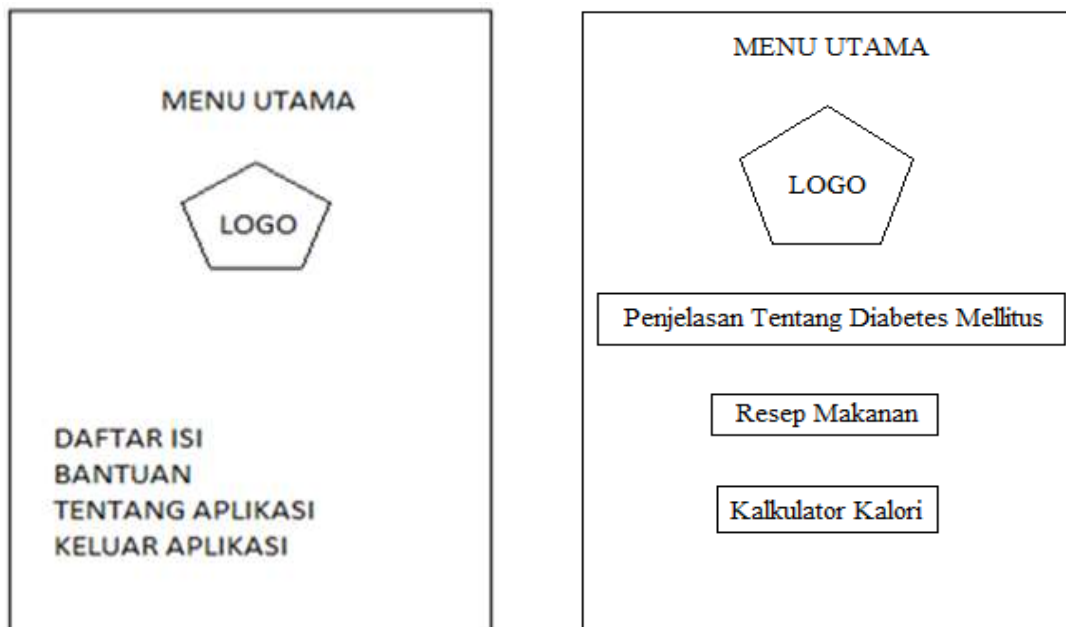 MENU UTAMA
LOGO
DAFTAR ISI
BANTUAN
TENTANG APLIKASI
KELUAR APLIKASI
MENU UTAMA
LOGO
Penjelasan Tentang Diabetes Mellitus
Resep Makanan
Kalkulator Kalori